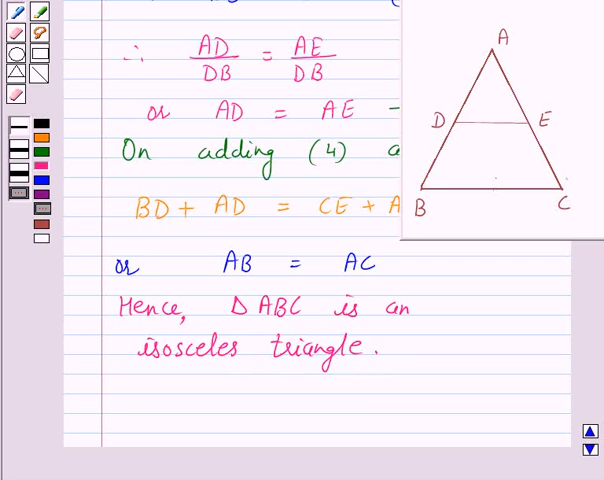 ∴ AD/DB = AE/DB
or AD = AE -
On adding (4) a
BD + AD = CE + A
or AB = AC
Hence, Δ ABC is an
isosceles triangle.
A
D E
B C